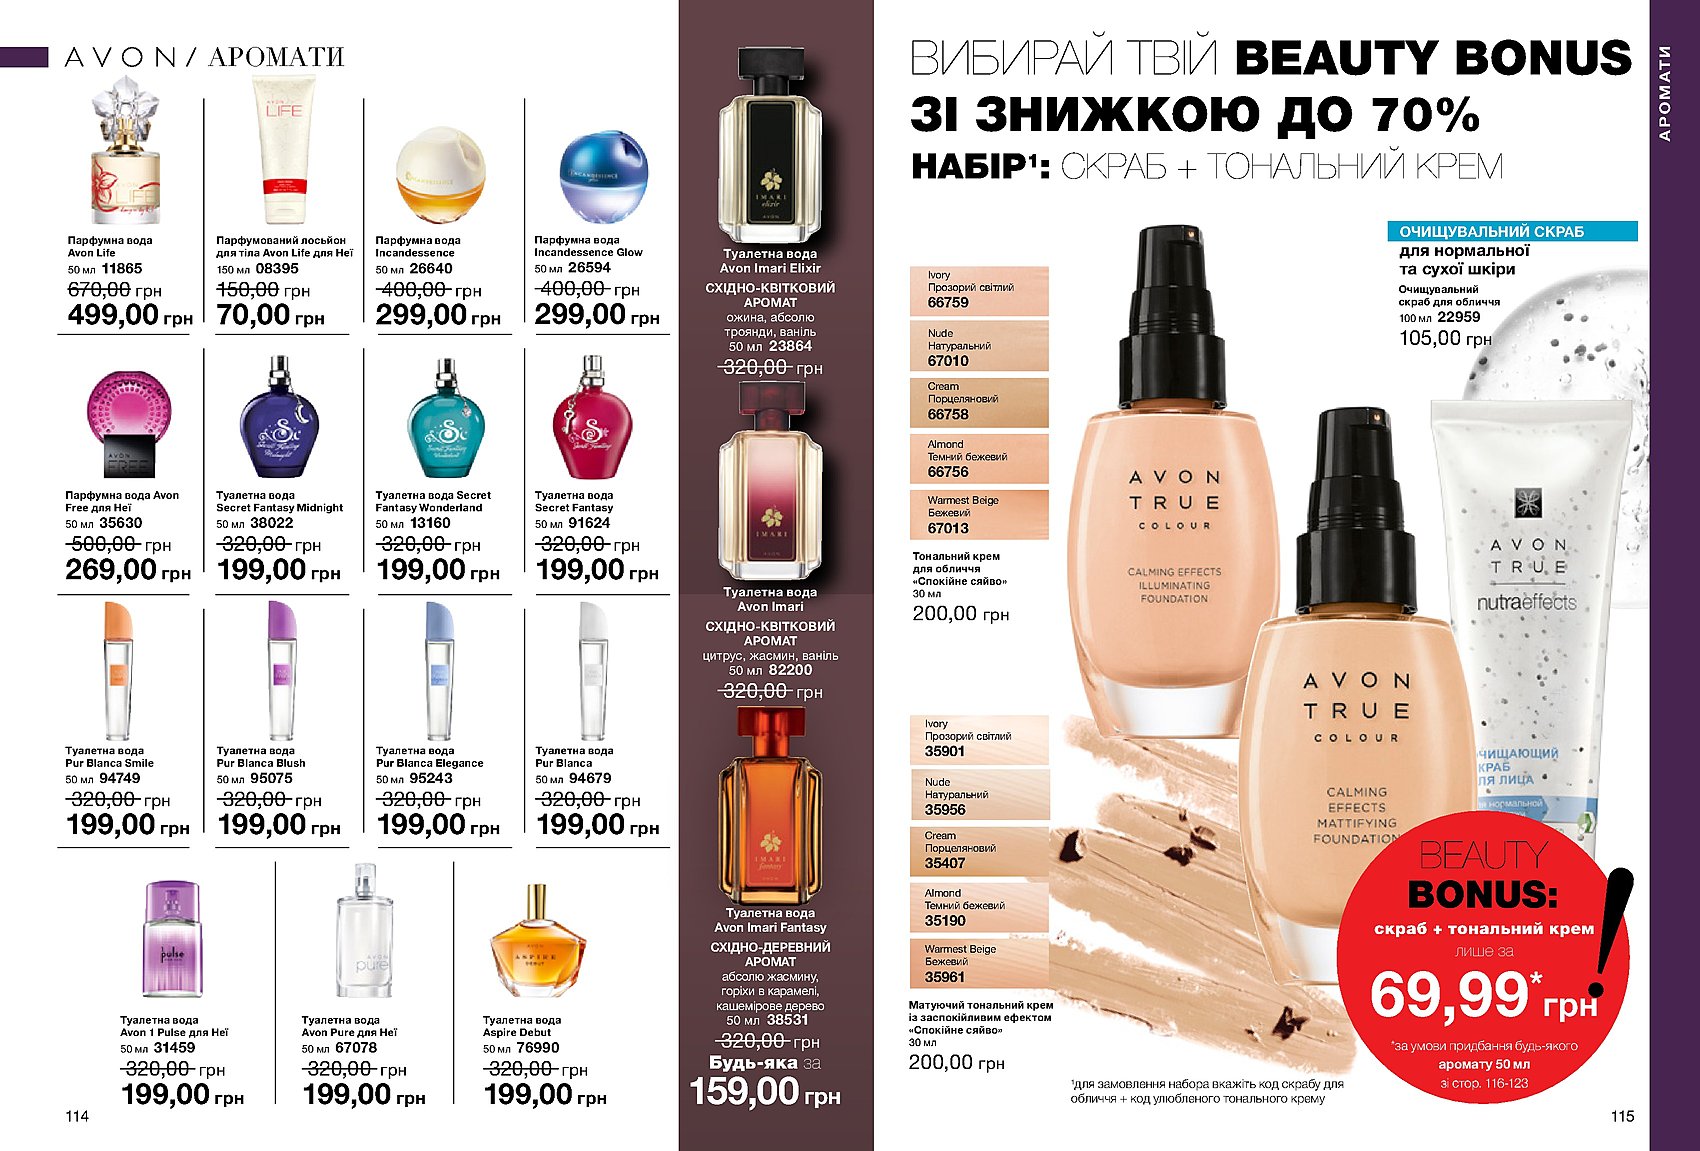 AVON / АРОМАТИ
Парфумна вода
Avon Life
50 мл 11865
670,00 грн
499,00 грн
Парфумований лосьйон
для тіла Avon Life для Неї
150 мл 08395
150,00 грн
70,00 грн
Парфумна вода
Incandessence
50 мл 26640
400,00 грн
299,00 грн
Парфумна вода
Incandessence Glow
50 мл 26594
400,00 грн
299,00 грн
Парфумна вода Avon
Free для Неї
50 мл 35630
500,00 грн
269,00 грн
Туалетна вода
Secret Fantasy Midnight
50 мл 38022
320,00 грн
199,00 грн
Туалетна вода Secret
Fantasy Wonderland
50 мл 13160
320,00 грн
199,00 грн
Туалетна вода
Secret Fantasy
50 мл 91624
320,00 грн
199,00 грн
Туалетна вода
Pur Blanca Smile
50 мл 94749
320,00 грн
199,00 грн
Туалетна вода
Pur Blanca Blush
50 мл 95075
320,00 грн
199,00 грн
Туалетна вода
Pur Blanca Elegance
50 мл 95243
320,00 грн
199,00 грн
Туалетна вода
Pur Blanca
50 мл 94679
320,00 грн
199,00 грн
Туалетна вода
Avon 1 Pulse для Неї
50 мл 31459
320,00 грн
199,00 грн
Туалетна вода
Avon Pure для Неї
50 мл 67078
320,00 грн
199,00 грн
Туалетна вода
Aspire Debut
50 мл 76990
320,00 грн
199,00 грн
114
IMARI
elixir
AVON
Туалетна вода
Avon Imari Elixir
СХІДНО-КВІТКОВИЙ
АРОМАТ
ожина, абсолю
троянди, ваніль
50 мл 23864
320,00 грн
IMARI
AVON
Туалетна вода
Avon Imari
СХІДНО-КВІТКОВИЙ
АРОМАТ
цитрус, жасмин, ваніль
50 мл 82200
320,00 грн
IMARI
fantasy
Туалетна вода
Avon Imari Fantasy
СХІДНО-ДЕРЕВНИЙ
АРОМАТ
абсолю жасмину,
горіхи в карамелі,
кашемірове дерево
50 мл 38531
320,00 грн
Будь-яка за
159,00 грн
ВИБИРАЙ ТВІЙ BEAUTY BONUS
ЗІ ЗНИЖКОЮ ДО 70%
НАБІР¹: СКРАБ + ТОНАЛЬНИЙ КРЕМ
АРОМАТИ
ОЧИЩУВАЛЬНИЙ СКРАБ
для нормальної
та сухої шкіри
Очищувальний
скраб для обличчя
100 мл 22959
105,00 грн
Ivory
Прозорий світлий
66759
Nude
Натуральний
67010
Cream
Порцеляновий
66758
Almond
Темний бежевий
66756
Warmest Beige
Бежевий
67013
Тональний крем
для обличчя
«Спокійне сяйво»
30 мл
200,00 грн
AVON
TRUE
COLOUR
CALMING EFFECTS
ILLUMINATING
FOUNDATION
AVON
TRUE
COLOUR
CALMING
EFFECTS
MATTIFYING
FOUNDATION
AVON
TRUE
nutraeffects
Ivory
Прозорий світлий
35901
Nude
Натуральний
35956
Cream
Порцеляновий
35407
Almond
Темний бежевий
35190
Warmest Beige
Бежевий
35961
Матуючий тональний крем
із заспокійливим ефектом
«Спокійне сяйво»
30 мл
200,00 грн
BEAUTY
BONUS:
скраб + тональний крем
лише за
69,99* грн!
*за умови придбання будь-якого
аромату 50 мл
зі стор. 116-123
¹для замовлення набора вкажіть код скрабу для
обличчя + код улюбленого тонального крему
115